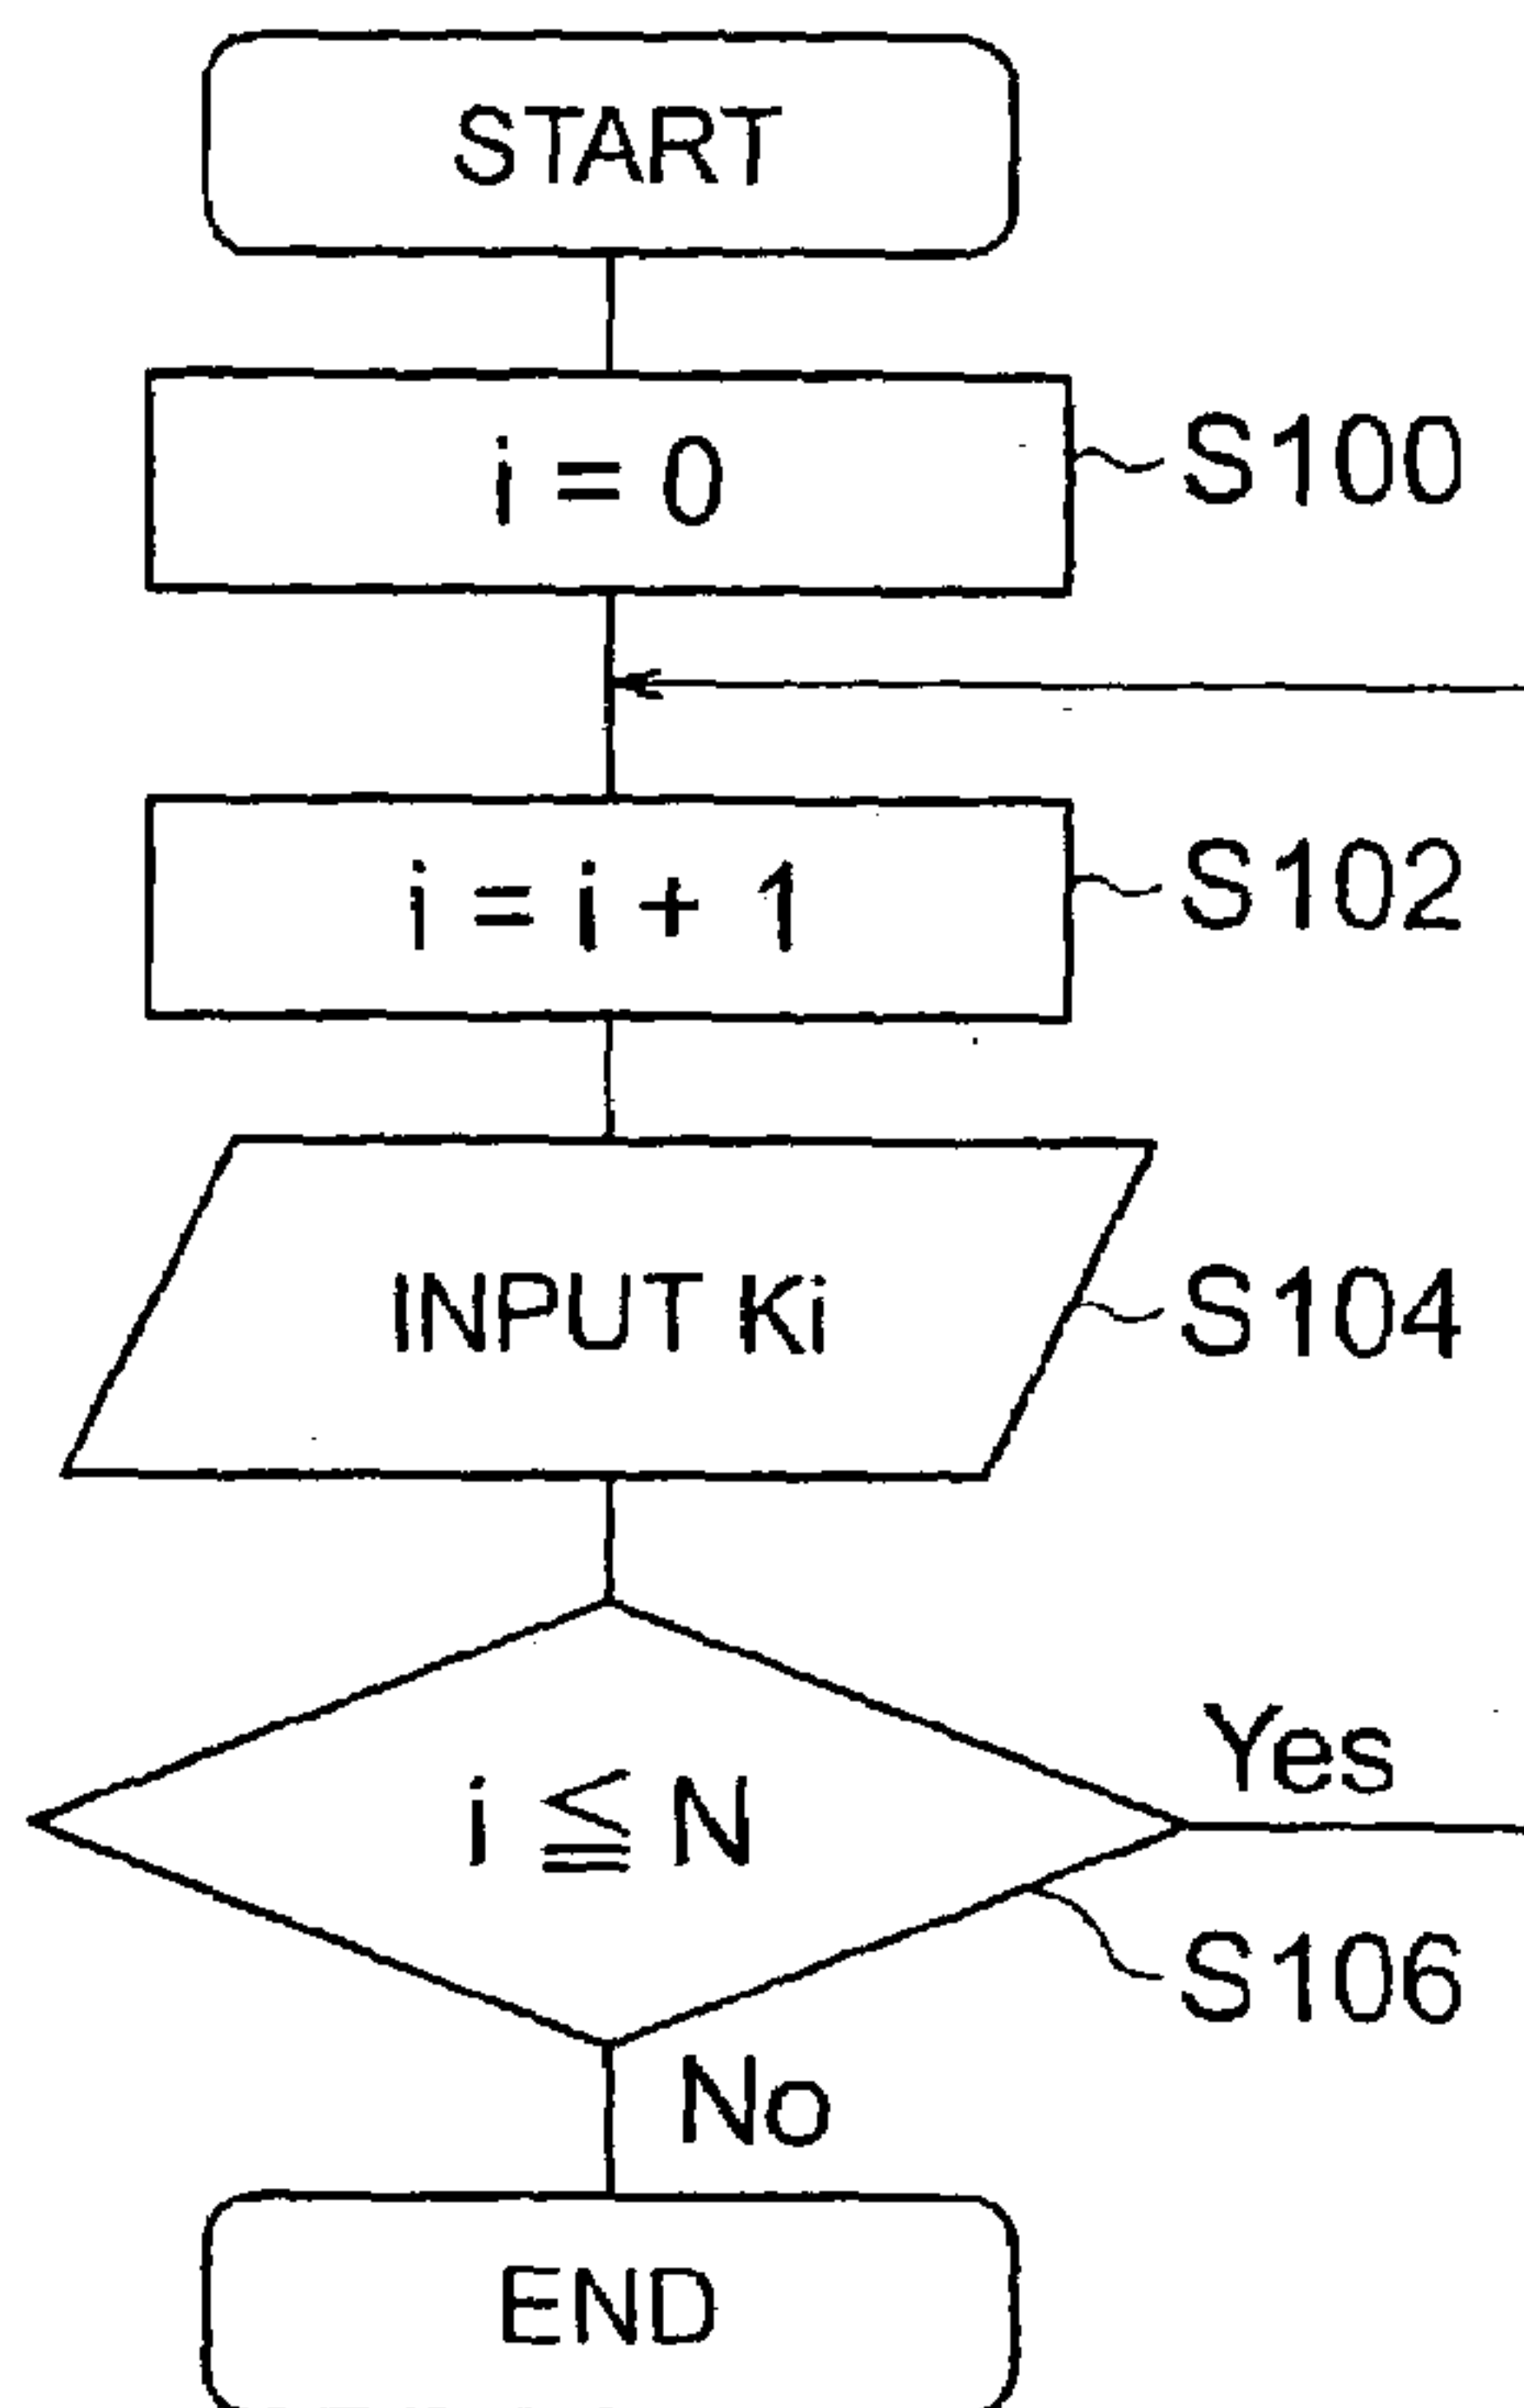 START
i = 0
S100
i = i + 1
S102
INPUT Ki
S104
i ≦ N
Yes
S106
No
END